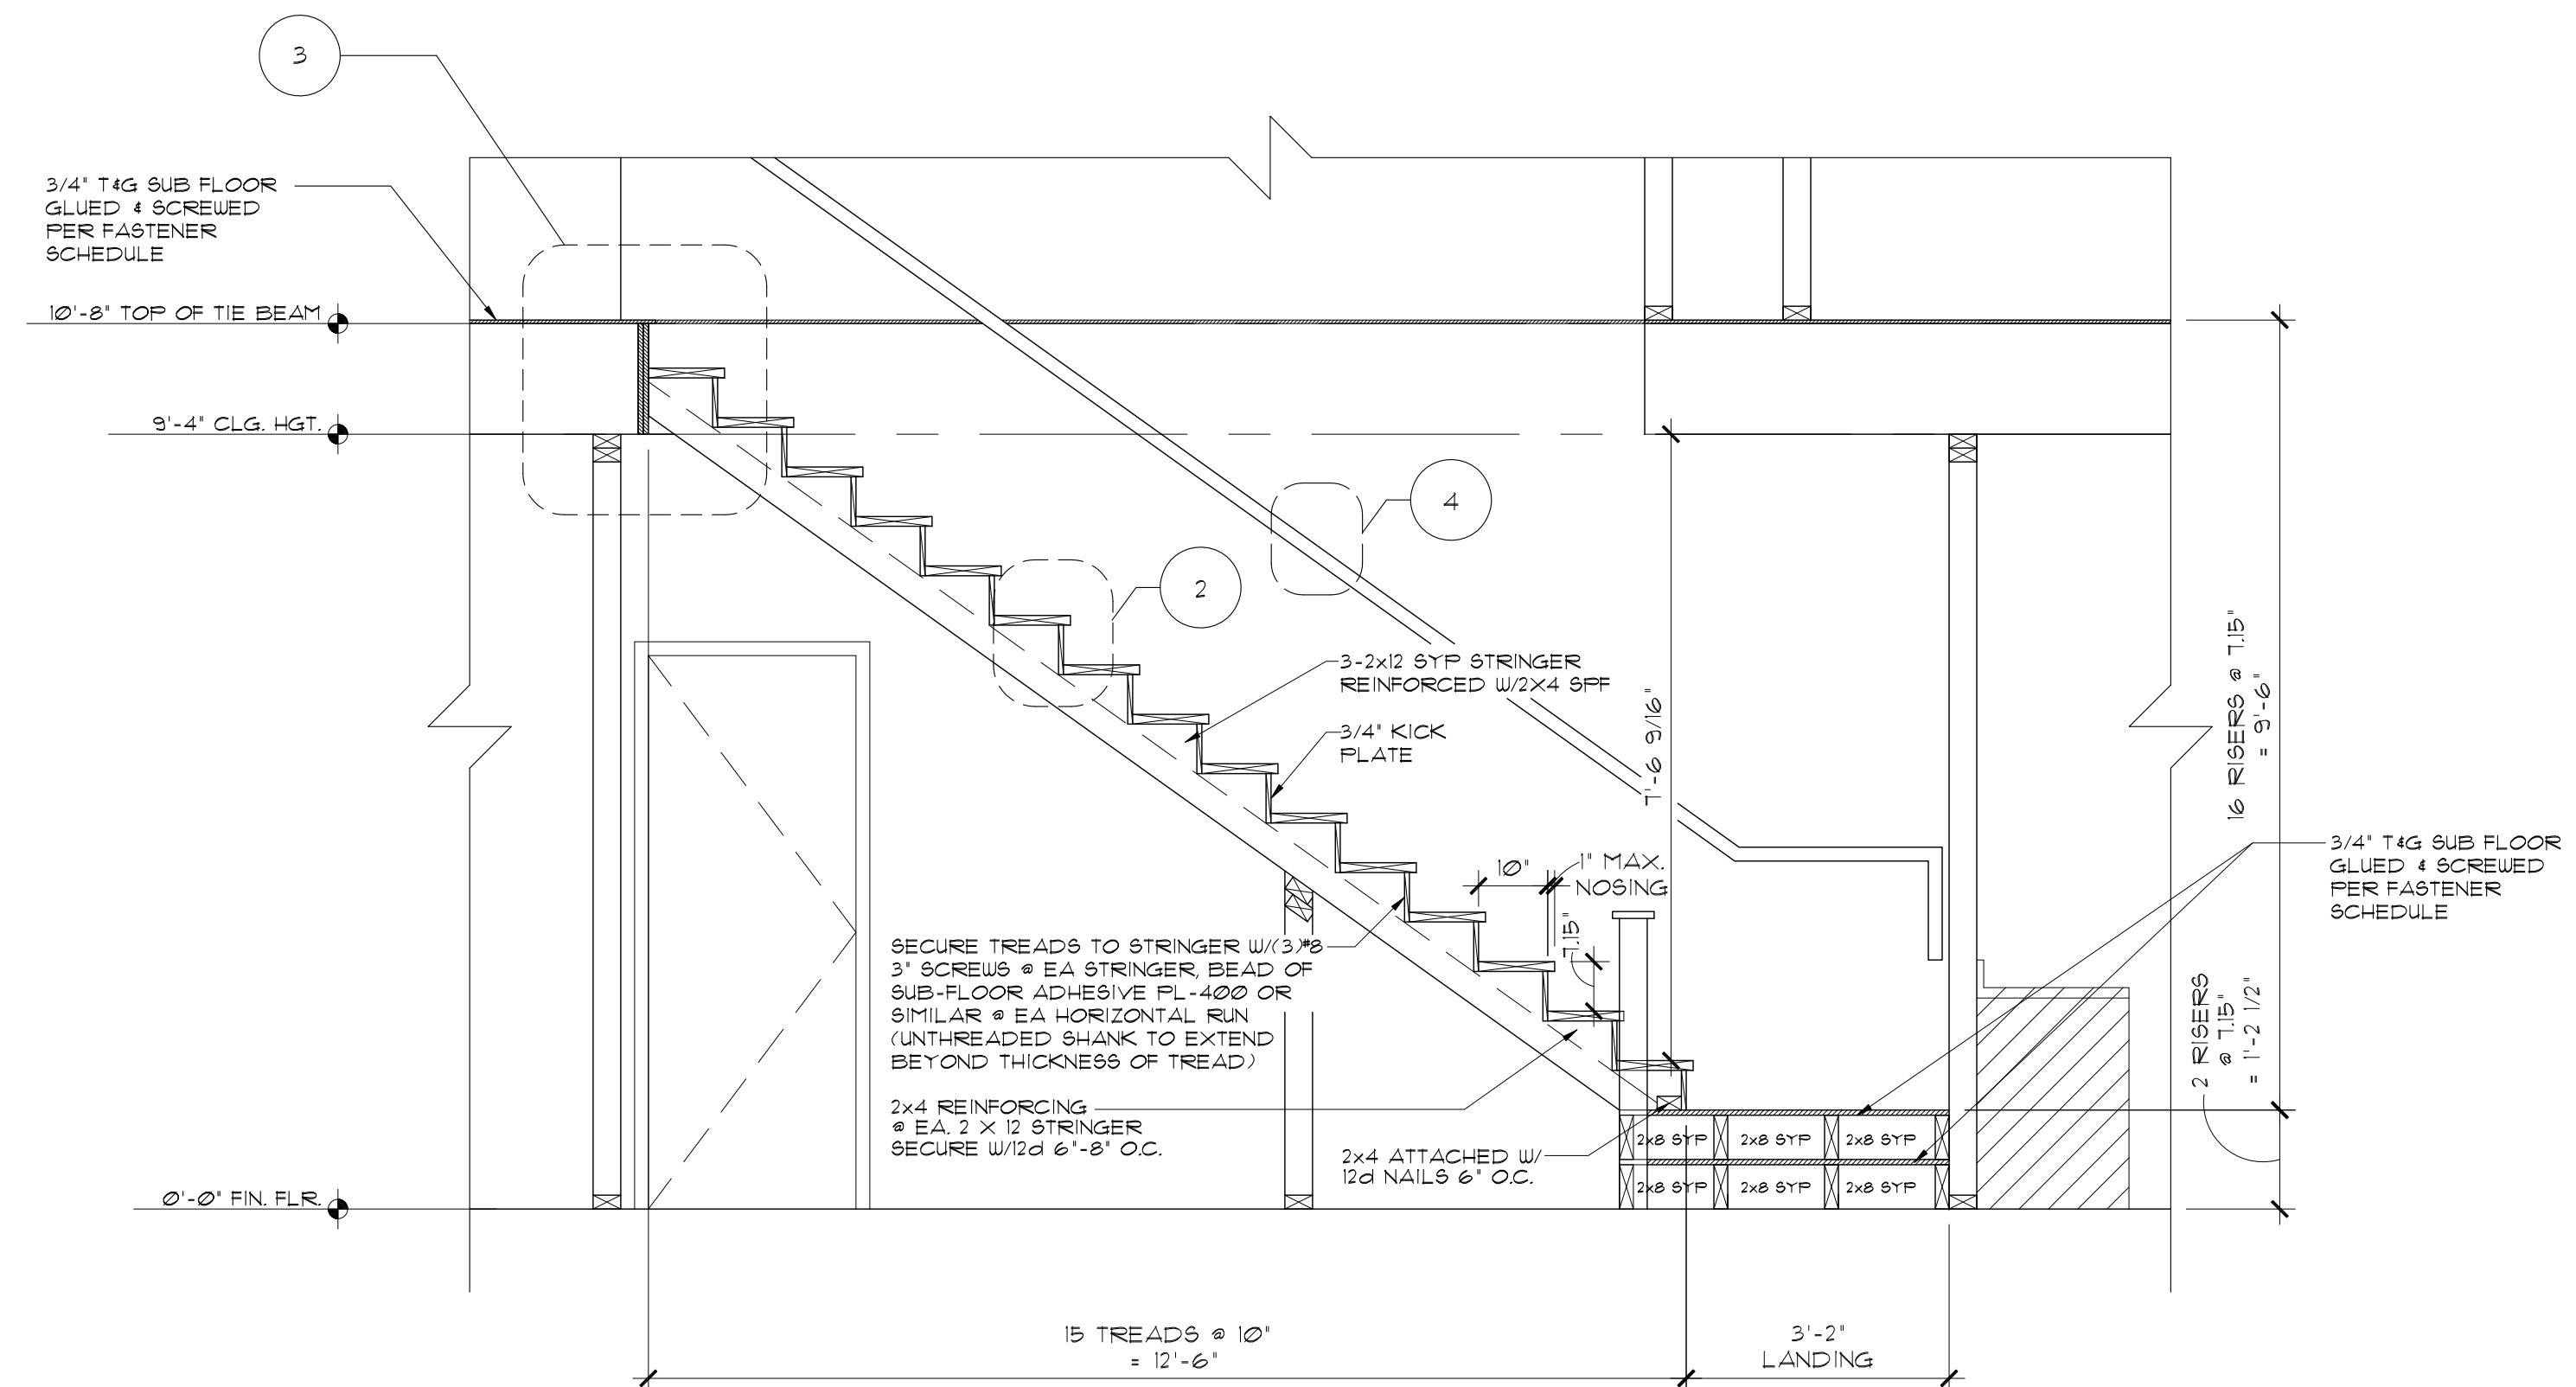 3
3/4" T&G SUB FLOOR
GLUED & SCREWED
PER FASTENER
SCHEDULE
10'-8" TOP OF TIE BEAM
9'-4" CLG. HGT.
4
2
3-2x12 SYP STRINGER
REINFORCED W/2X4 SPF
3/4" KICK
PLATE
7'-6 9/16"
16 RISERS @ 7.15"
= 9'-6"
10"
1" MAX.
NOSING
7.15"
3/4" T&G SUB FLOOR
GLUED & SCREWED
PER FASTENER
SCHEDULE
SECURE TREADS TO STRINGER W/(3)#8
3" SCREWS @ EA STRINGER, BEAD OF
SUB-FLOOR ADHESIVE PL-400 OR
SIMILAR @ EA HORIZONTAL RUN
(UNTHREADED SHANK TO EXTEND
BEYOND THICKNESS OF TREAD)
2 RISERS
@ 7.15"
= 1'-2 1/2"
2x4 REINFORCING
@ EA. 2 X 12 STRINGER
SECURE W/12d 6"-8" O.C.
2x4 ATTACHED W/
12d NAILS 6" O.C.
2x8 SYP 2x8 SYP 2x8 SYP
2x8 SYP 2x8 SYP 2x8 SYP
0'-0" FIN. FLR.
15 TREADS @ 10"
= 12'-6"
3'-2"
LANDING